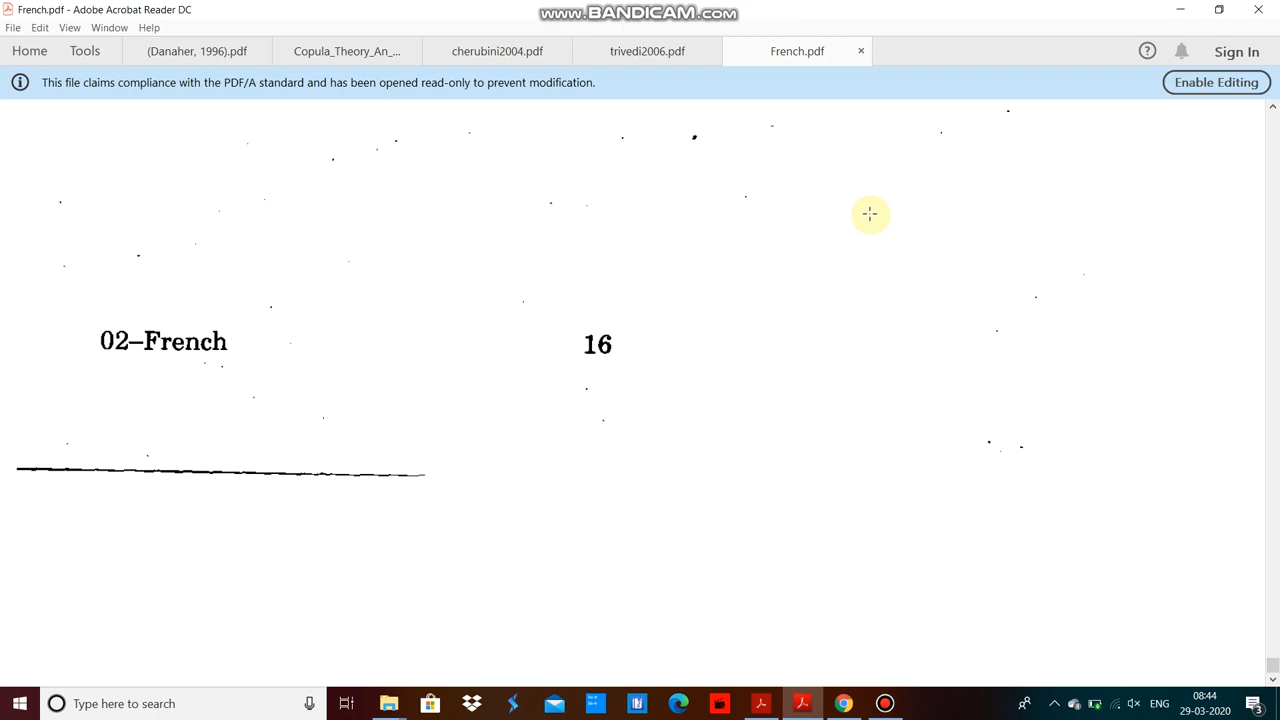 French.pdf - Adobe Acrobat Reader DC
www.BANDICAM.com
File Edit View Window Help
Home Tools (Danaher, 1996).pdf Copula_Theory_An_... cherubini2004.pdf trivedi2006.pdf French.pdf × ? Sign In
This file claims compliance with the PDF/A standard and has been opened read-only to prevent modification. Enable Editing
02–French 16
Type here to search
ENG 08:44
29-03-2020 3